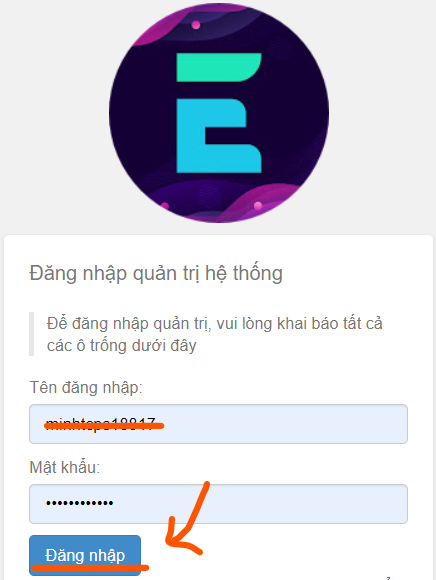 Đăng nhập quản trị hệ thống
Để đăng nhập quản trị, vui lòng khai báo tất cả
các ô trống dưới đây
Tên đăng nhập:
Mật khẩu:
••••••••••••
Đăng nhập